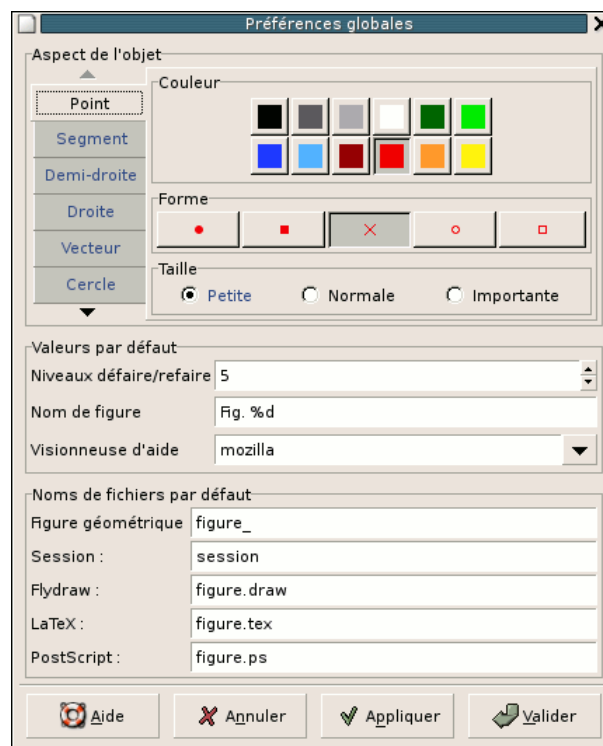 Préférences globales
Aspect de l'objet
Point
Segment
Demi-droite
Droite
Vecteur
Cercle
Couleur
Forme
Taille
Petite Normale Importante
Valeurs par défaut
Niveaux défaire/refaire 5
Nom de figure Fig. %d
Visionneuse d'aide mozilla
Noms de fichiers par défaut
Figure géométrique figure_
Session : session
Flydraw : figure.draw
LaTeX : figure.tex
PostScript : figure.ps
Aide Annuler Appliquer Valider